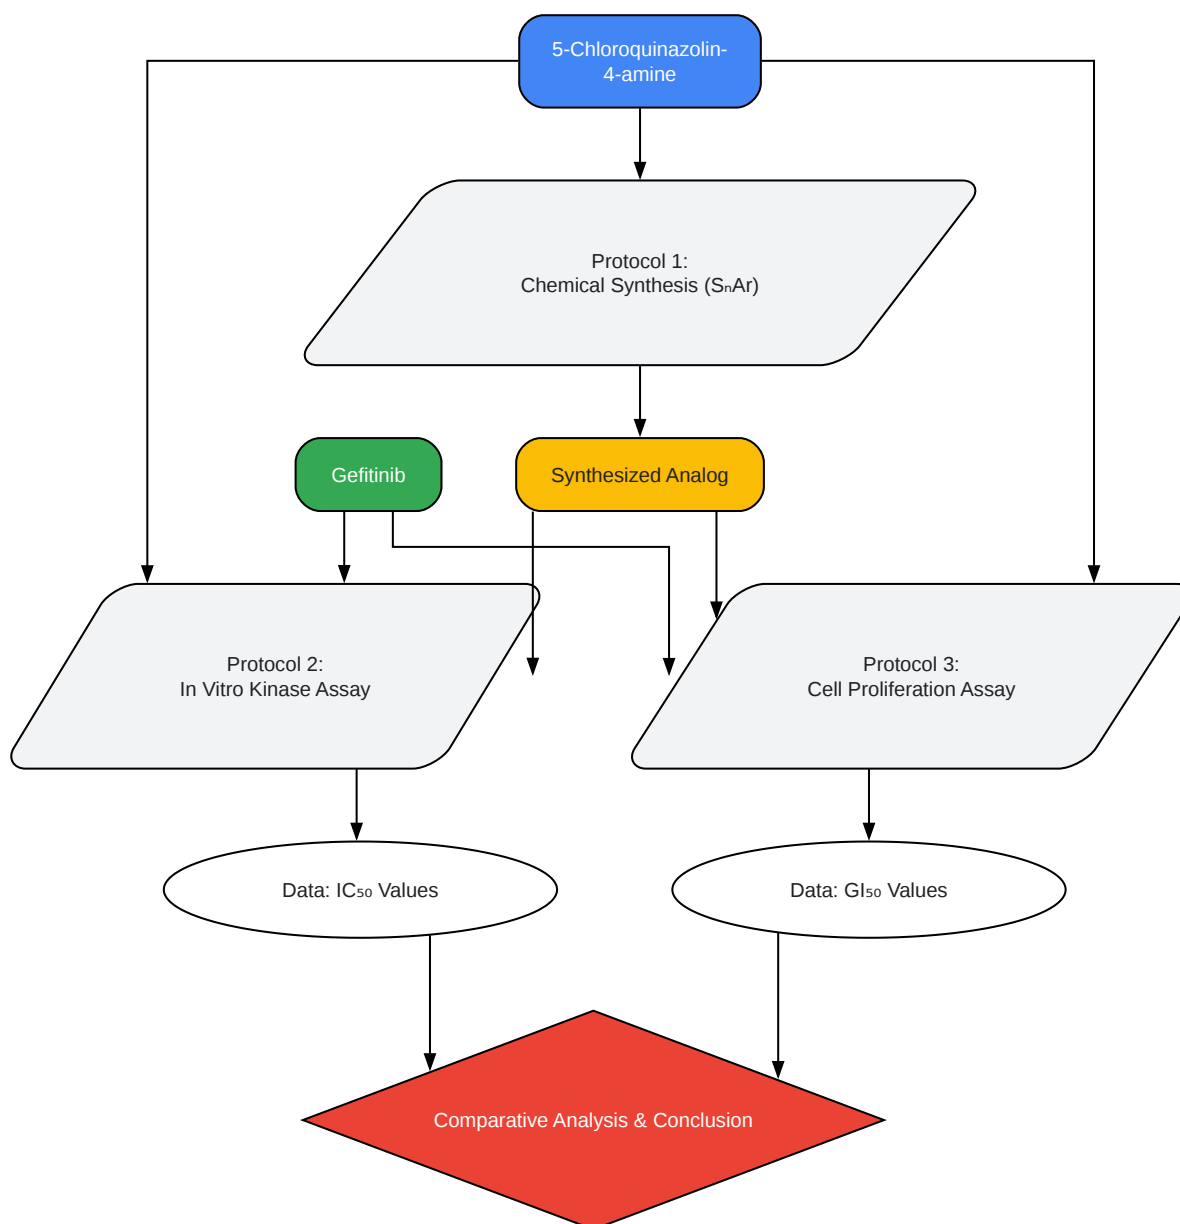 5-Chloroquinazolin-
4-amine
Protocol 1:
Chemical Synthesis (SₙAr)
Gefitinib
Synthesized Analog
Protocol 2:
In Vitro Kinase Assay
Protocol 3:
Cell Proliferation Assay
Data: IC₅₀ Values
Data: GI₅₀ Values
Comparative Analysis & Conclusion